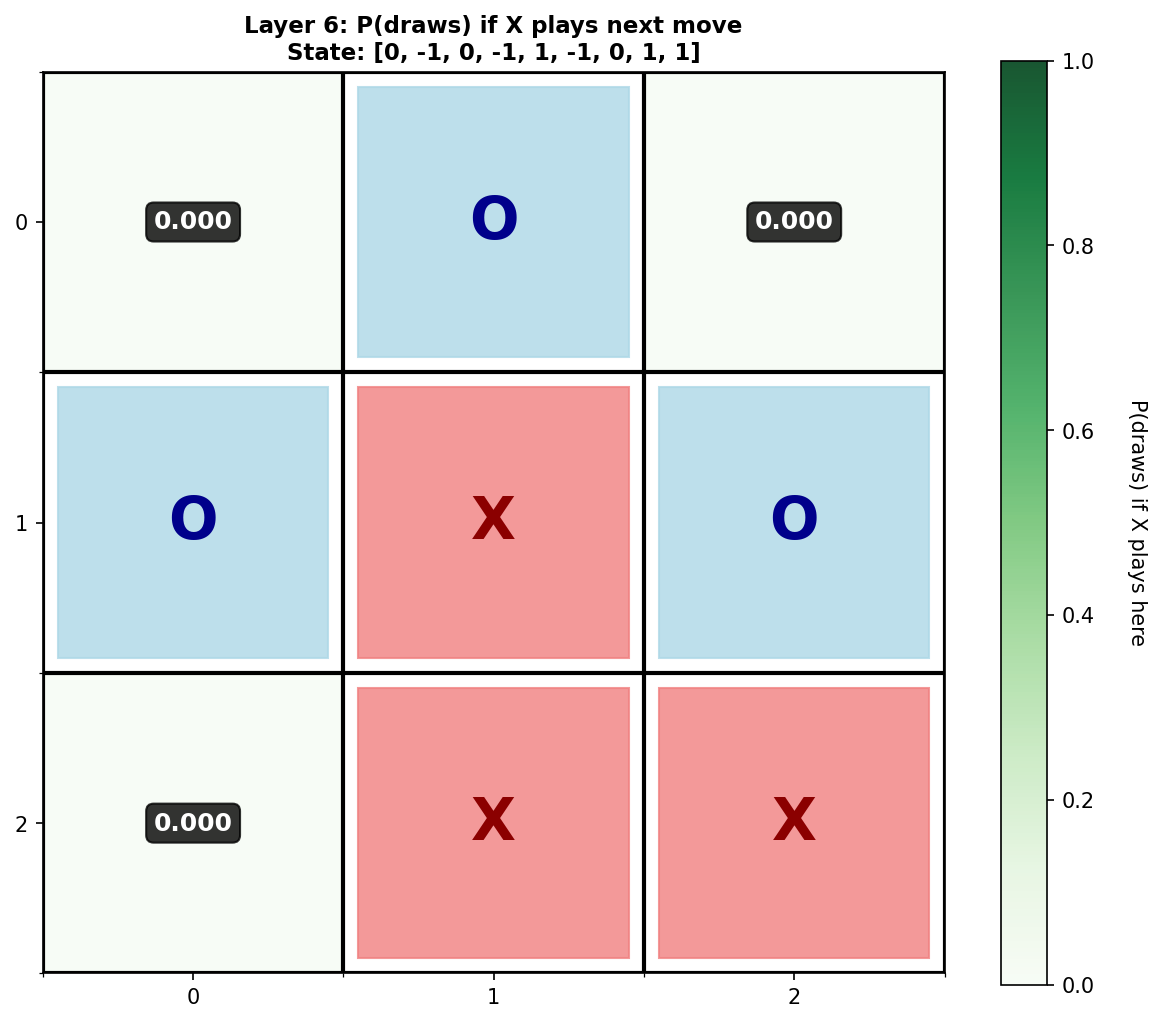 Layer 6: P(draws) if X plays next move
State: [0, -1, 0, -1, 1, -1, 0, 1, 1]
0
0.000
O
0.000
1
O
X
O
2
0.000
X
X
0
1
2
1.0
0.8
0.6
0.4
0.2
0.0
P(draws) if X plays here